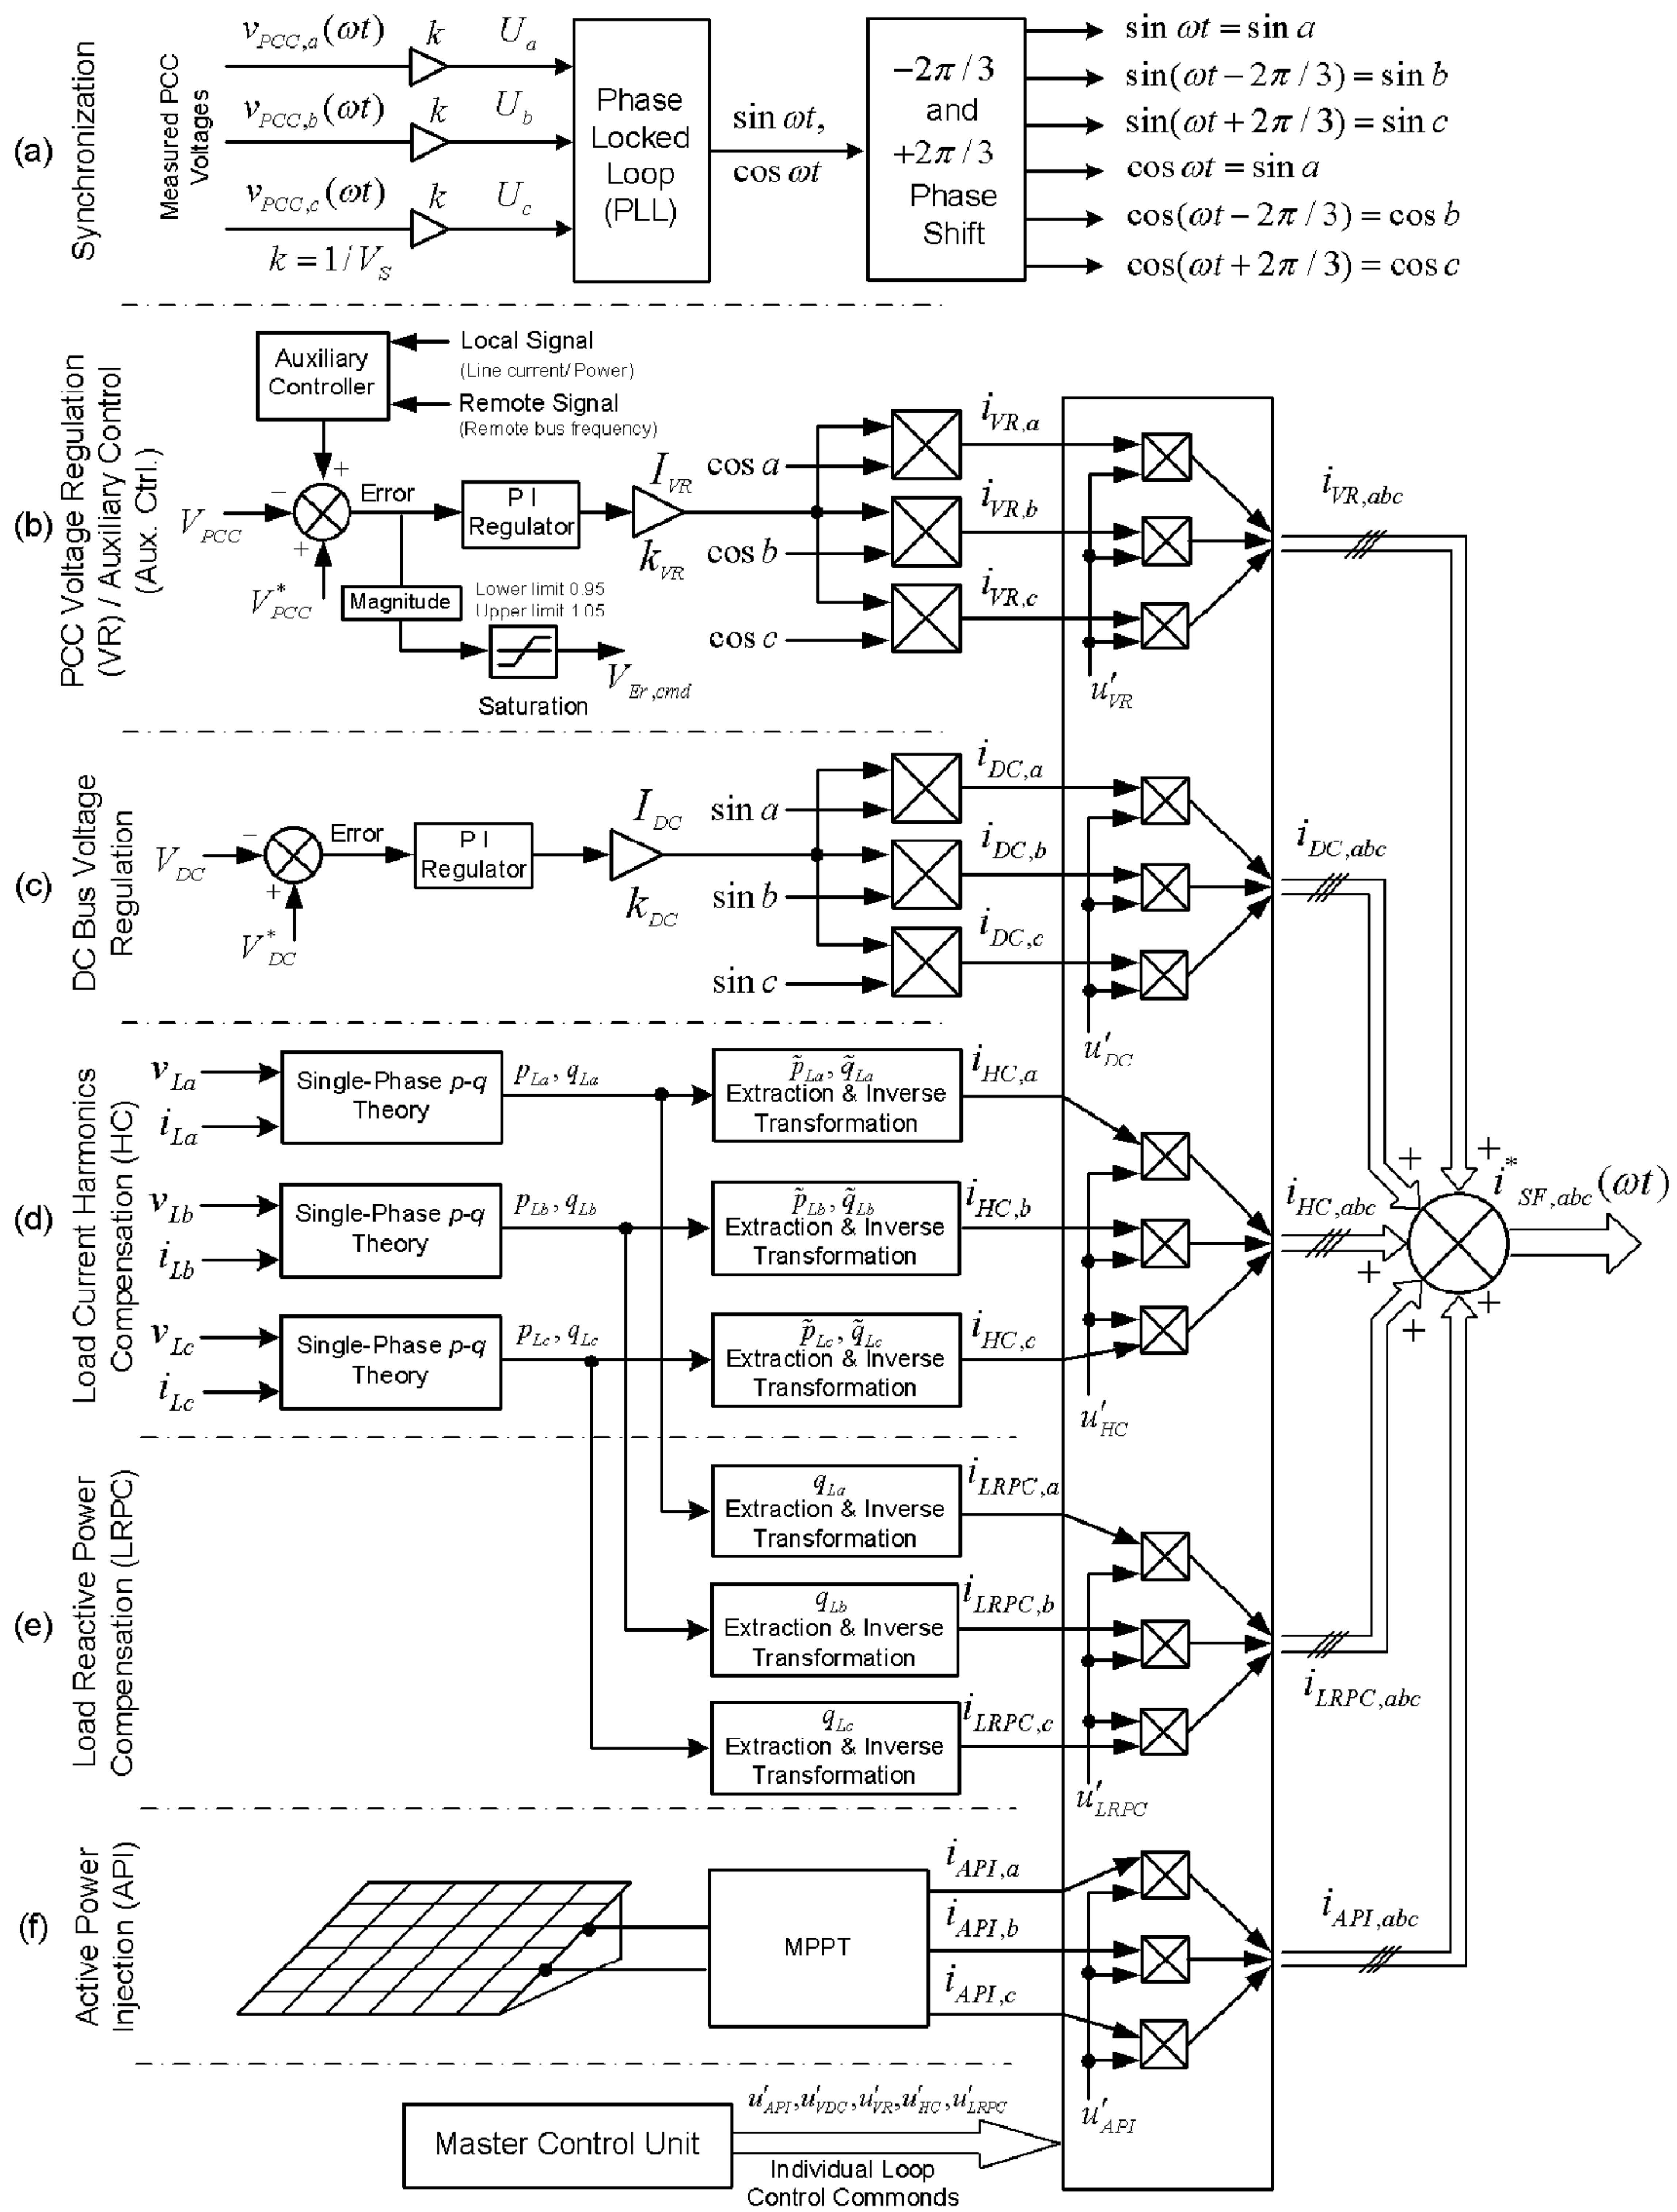 (a)
Synchronization
Measured PCC
Voltages
v_PCC,a(ωt)
k
U_a
v_PCC,b(ωt)
k
U_b
v_PCC,c(ωt)
k
U_c
k = 1/V_S
Phase
Locked
Loop
(PLL)
sin ωt,
cos ωt
−2π/3
and
+2π/3
Phase
Shift
sin ωt = sin a
sin(ωt − 2π/3) = sin b
sin(ωt + 2π/3) = sin c
cos ωt = sin a
cos(ωt − 2π/3) = cos b
cos(ωt + 2π/3) = cos c
(b)
PCC Voltage Regulation
(VR) / Auxiliary Control
(Aux. Ctrl.)
Auxiliary
Controller
Local Signal
(Line current/ Power)
Remote Signal
(Remote bus frequency)
+
−
+
V_PCC
V*_PCC
Error
PI
Regulator
I_VR
k_VR
Magnitude
Lower limit 0.95
Upper limit 1.05
Saturation
V_Er,cmd
cos a
cos b
cos c
i_VR,a
i_VR,b
i_VR,c
u'_VR
i_VR,abc
(c)
DC Bus Voltage
Regulation
V_DC
−
+
V*_DC
Error
PI
Regulator
I_DC
k_DC
sin a
sin b
sin c
i_DC,a
i_DC,b
i_DC,c
u'_DC
i_DC,abc
(d)
Load Current Harmonics
Compensation (HC)
v_La
i_La
Single-Phase p-q
Theory
p_La, q_La
p̃_La, q̃_La
Extraction & Inverse
Transformation
i_HC,a
v_Lb
i_Lb
Single-Phase p-q
Theory
p_Lb, q_Lb
p̃_Lb, q̃_Lb
Extraction & Inverse
Transformation
i_HC,b
v_Lc
i_Lc
Single-Phase p-q
Theory
p_Lc, q_Lc
p̃_Lc, q̃_Lc
Extraction & Inverse
Transformation
i_HC,c
u'_HC
i_HC,abc
+
+
+
+
+
i*_SF,abc(ωt)
(e)
Load Reactive Power
Compensation (LRPC)
q_La
Extraction & Inverse
Transformation
i_LRPC,a
q_Lb
Extraction & Inverse
Transformation
i_LRPC,b
q_Lc
Extraction & Inverse
Transformation
i_LRPC,c
u'_LRPC
i_LRPC,abc
(f)
Active Power
Injection (API)
MPPT
i_API,a
i_API,b
i_API,c
u'_API
i_API,abc
Master Control Unit
u'_API, u'_VDC, u'_VR, u'_HC, u'_LRPC
Individual Loop
Control Commonds